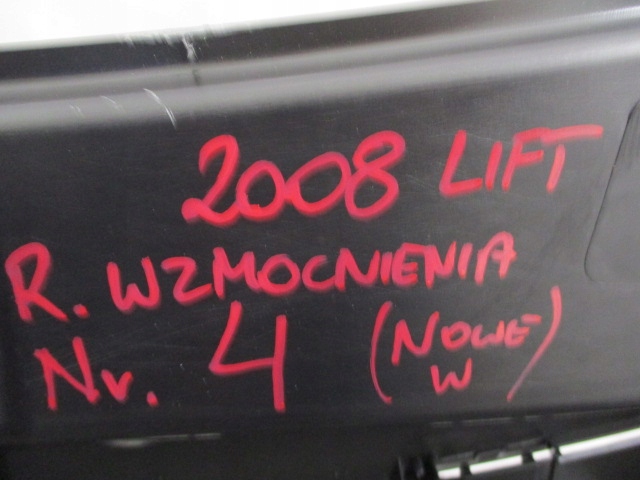 2008 LIFT
R. WZMOCNIENIA
Nr. 4 (NOWE
W)